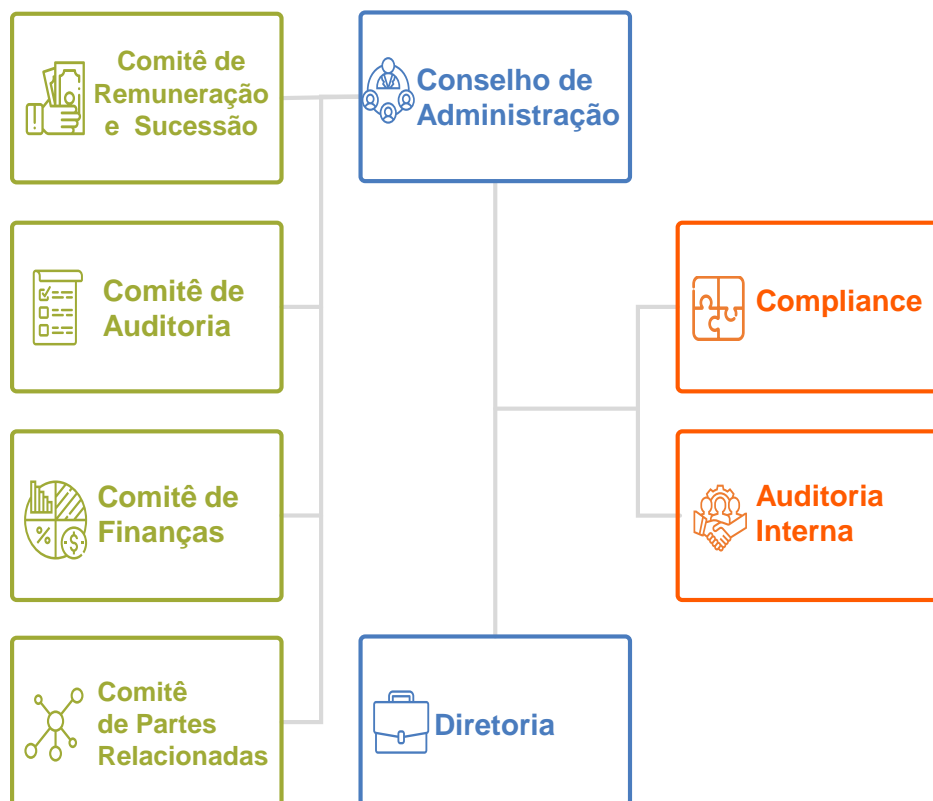 Comitê de
Remuneração
e Sucessão
Conselho de
Administração
Comitê de
Auditoria
Compliance
Comitê de
Finanças
%
$
Auditoria
Interna
Comitê
de Partes
Relacionadas
Diretoria